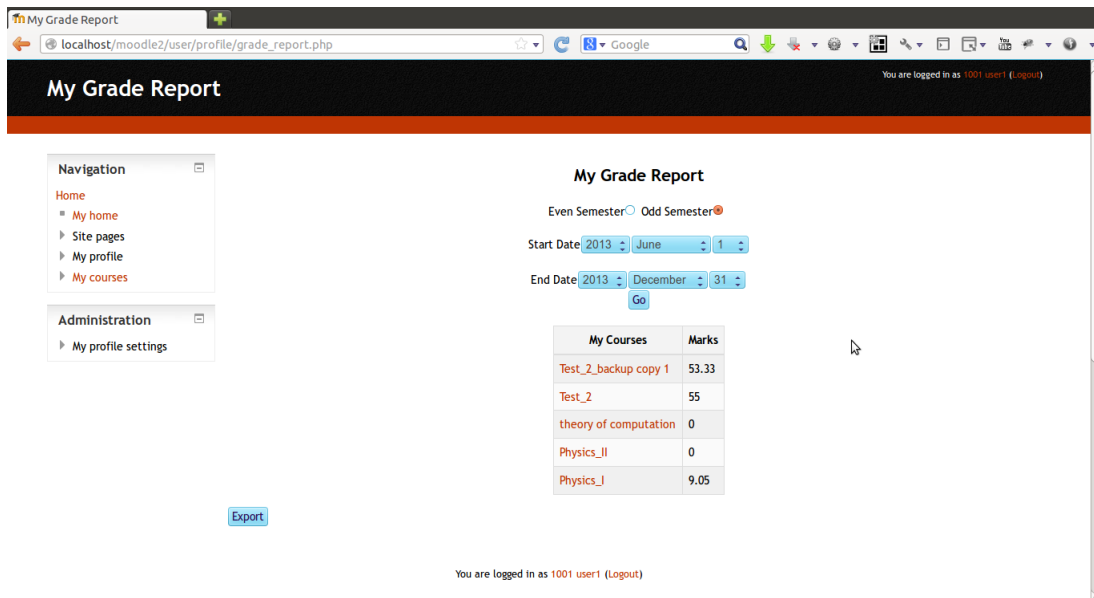 My Grade Report
localhost/moodle2/user/profile/grade_report.php
Google
My Grade Report
You are logged in as 1001 user1 (Logout)
Navigation
Home
My home
Site pages
My profile
My courses
Administration
My profile settings
My Grade Report
Even Semester Odd Semester
Start Date 2013 June 1
End Date 2013 December 31
Go
My Courses Marks
Test_2_backup copy 1 53.33
Test_2 55
theory of computation 0
Physics_II 0
Physics_I 9.05
Export
You are logged in as 1001 user1 (Logout)